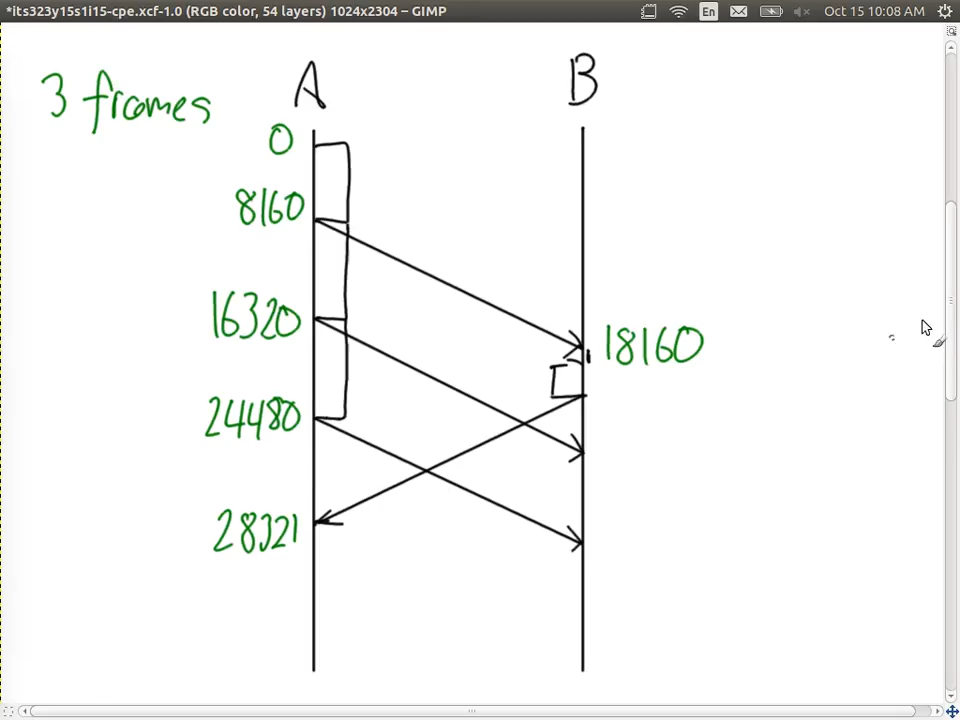 *its323y15s1i15-cpe.xcf-1.0 (RGB color, 54 layers) 1024x2304 – GIMP
En
Oct 15 10:08 AM
3 frames
A
B
0
8160
16320
18160
24480
28321